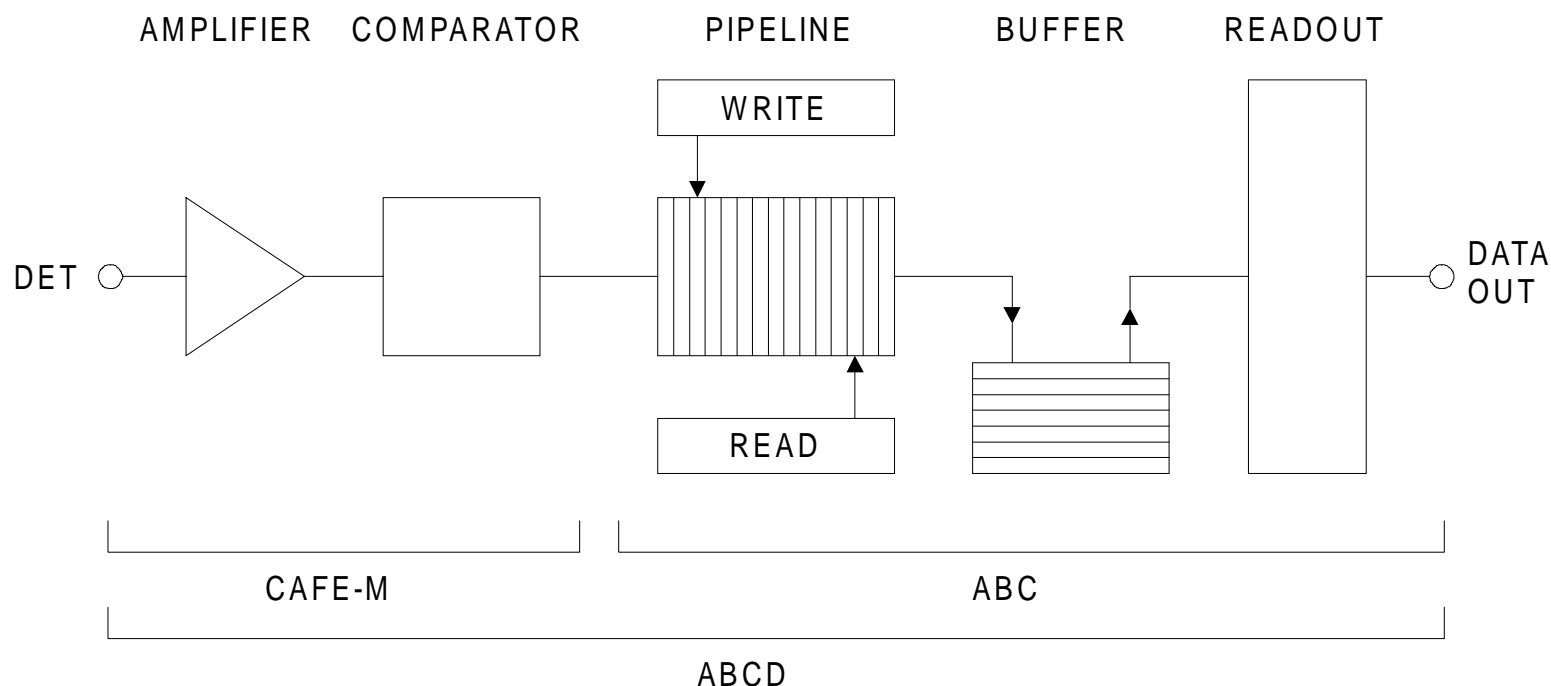 AMPLIFIER COMPARATOR PIPELINE BUFFER READOUT
WRITE
DET
DATA
OUT
READ
CAFE-M ABC
ABCD